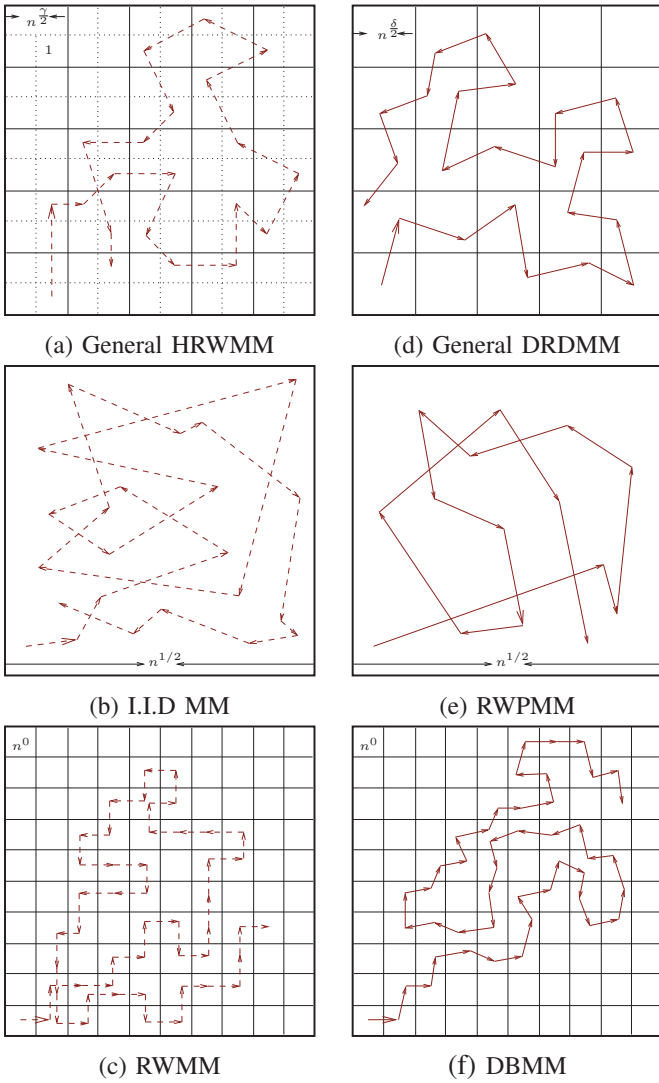 n^{γ/2}
1
n^{δ/2}
(a) General HRWMM
(d) General DRDMM
n^{1/2}
n^{1/2}
(b) I.I.D MM
(e) RWPMM
n^0
n^0
(c) RWMM
(f) DBMM